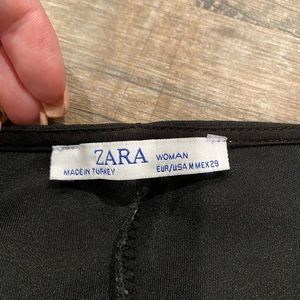 ZARA WOMAN
MADE IN TURKEY EUR/USA M MEX 29